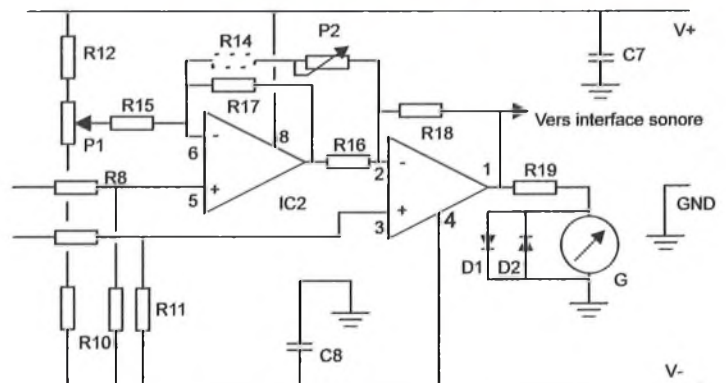 V+
R12
R14
P2
C7
R15
R17
R18
Vers interface sonore
P1
6
-
8
R16
2
-
1
R19
R8
5
+
IC2
3
+
4
GND
D1
D2
G
R10
R11
C8
V-